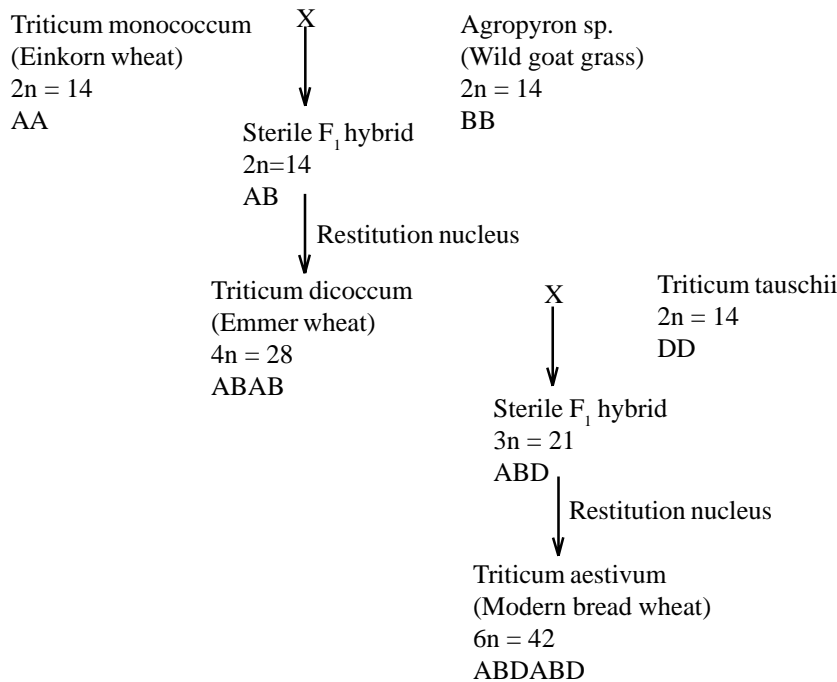 Triticum monococcum
(Einkorn wheat)
2n = 14
AA
X
Agropyron sp.
(Wild goat grass)
2n = 14
BB
Sterile F₁ hybrid
2n=14
AB
Restitution nucleus
Triticum dicoccum
(Emmer wheat)
4n = 28
ABAB
X
Triticum tauschii
2n = 14
DD
Sterile F₁ hybrid
3n = 21
ABD
Restitution nucleus
Triticum aestivum
(Modern bread wheat)
6n = 42
ABDABD